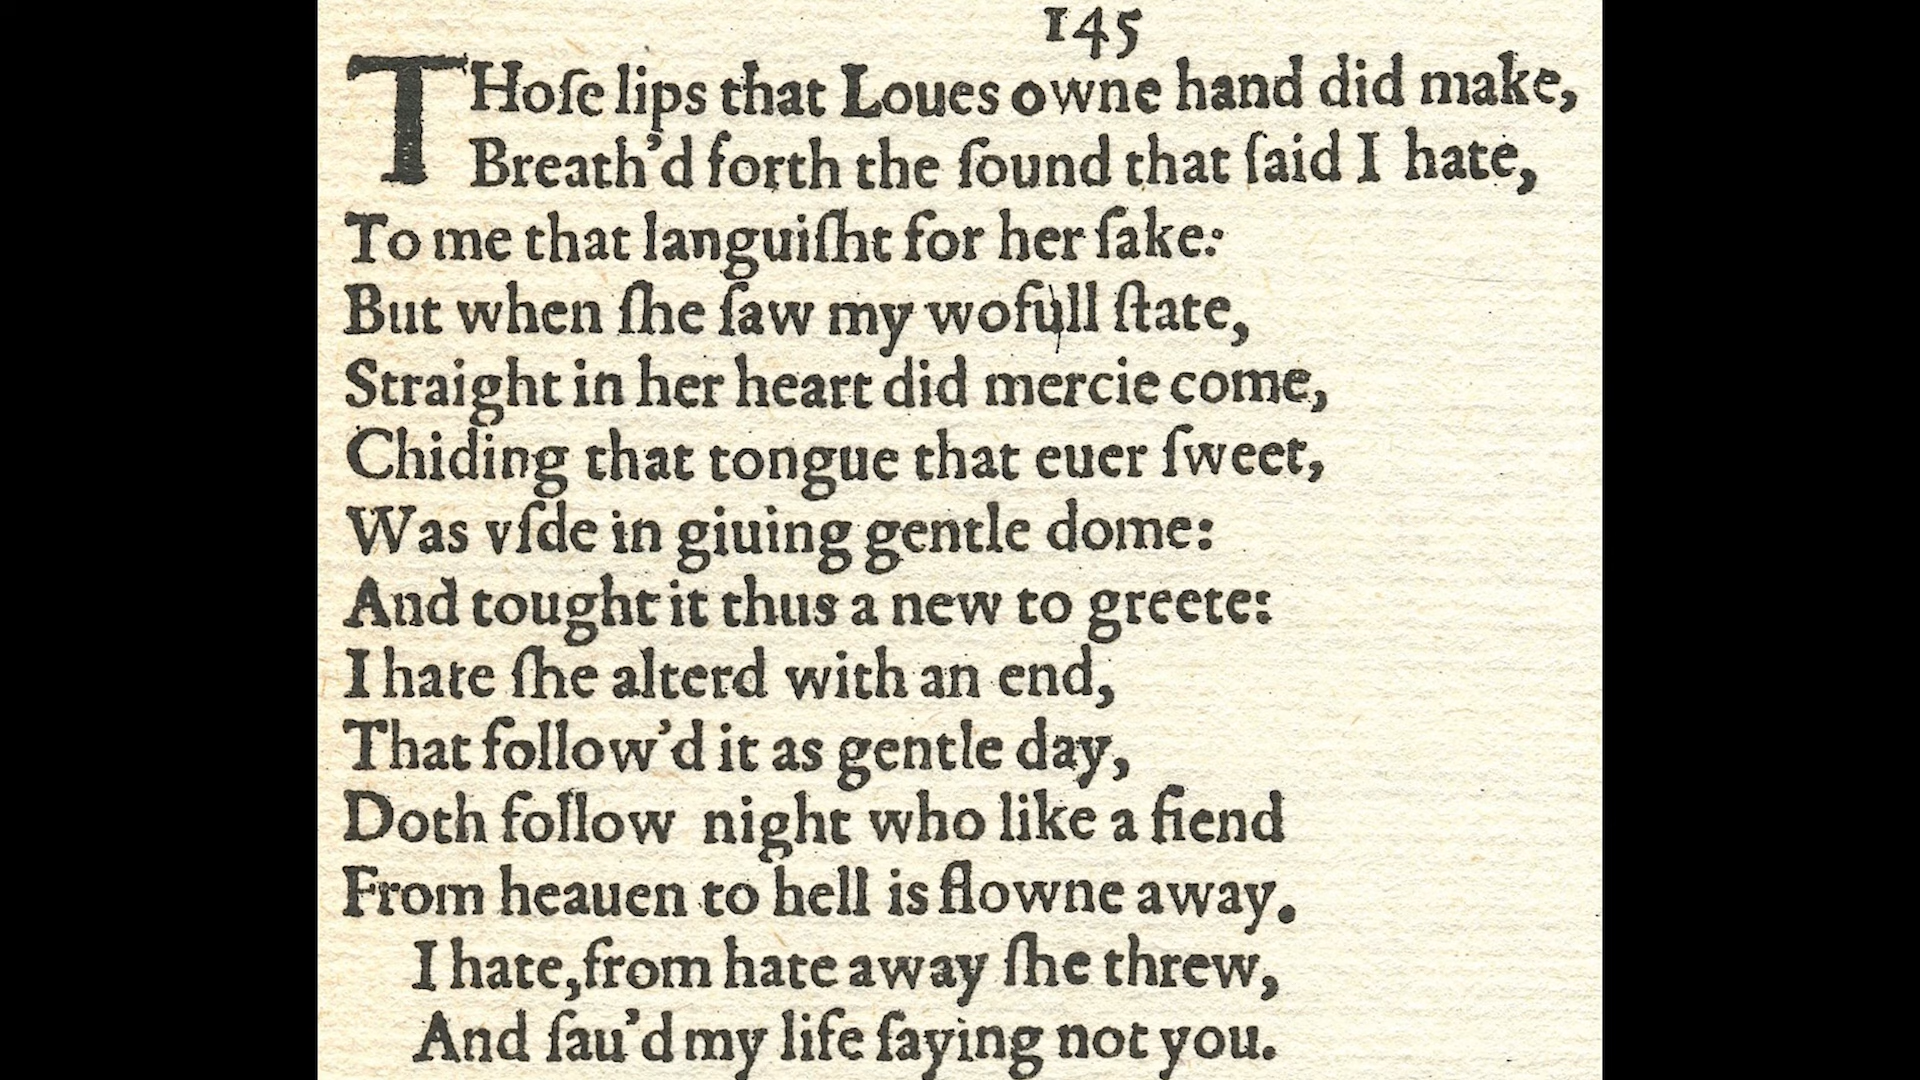 145
THoſe lips that Loues owne hand did make,
Breath'd forth the ſound that ſaid I hate,
To me that languiſht for her ſake:
But when ſhe ſaw my wofull ſtate,
Straight in her heart did mercie come,
Chiding that tongue that euer ſweet,
Was vſde in giuing gentle dome:
And tought it thus a new to greete:
I hate ſhe alterd with an end,
That follow'd it as gentle day,
Doth follow night who like a fiend
From heauen to hell is flowne away.
I hate, from hate away ſhe threw,
And ſau'd my life ſaying not you.